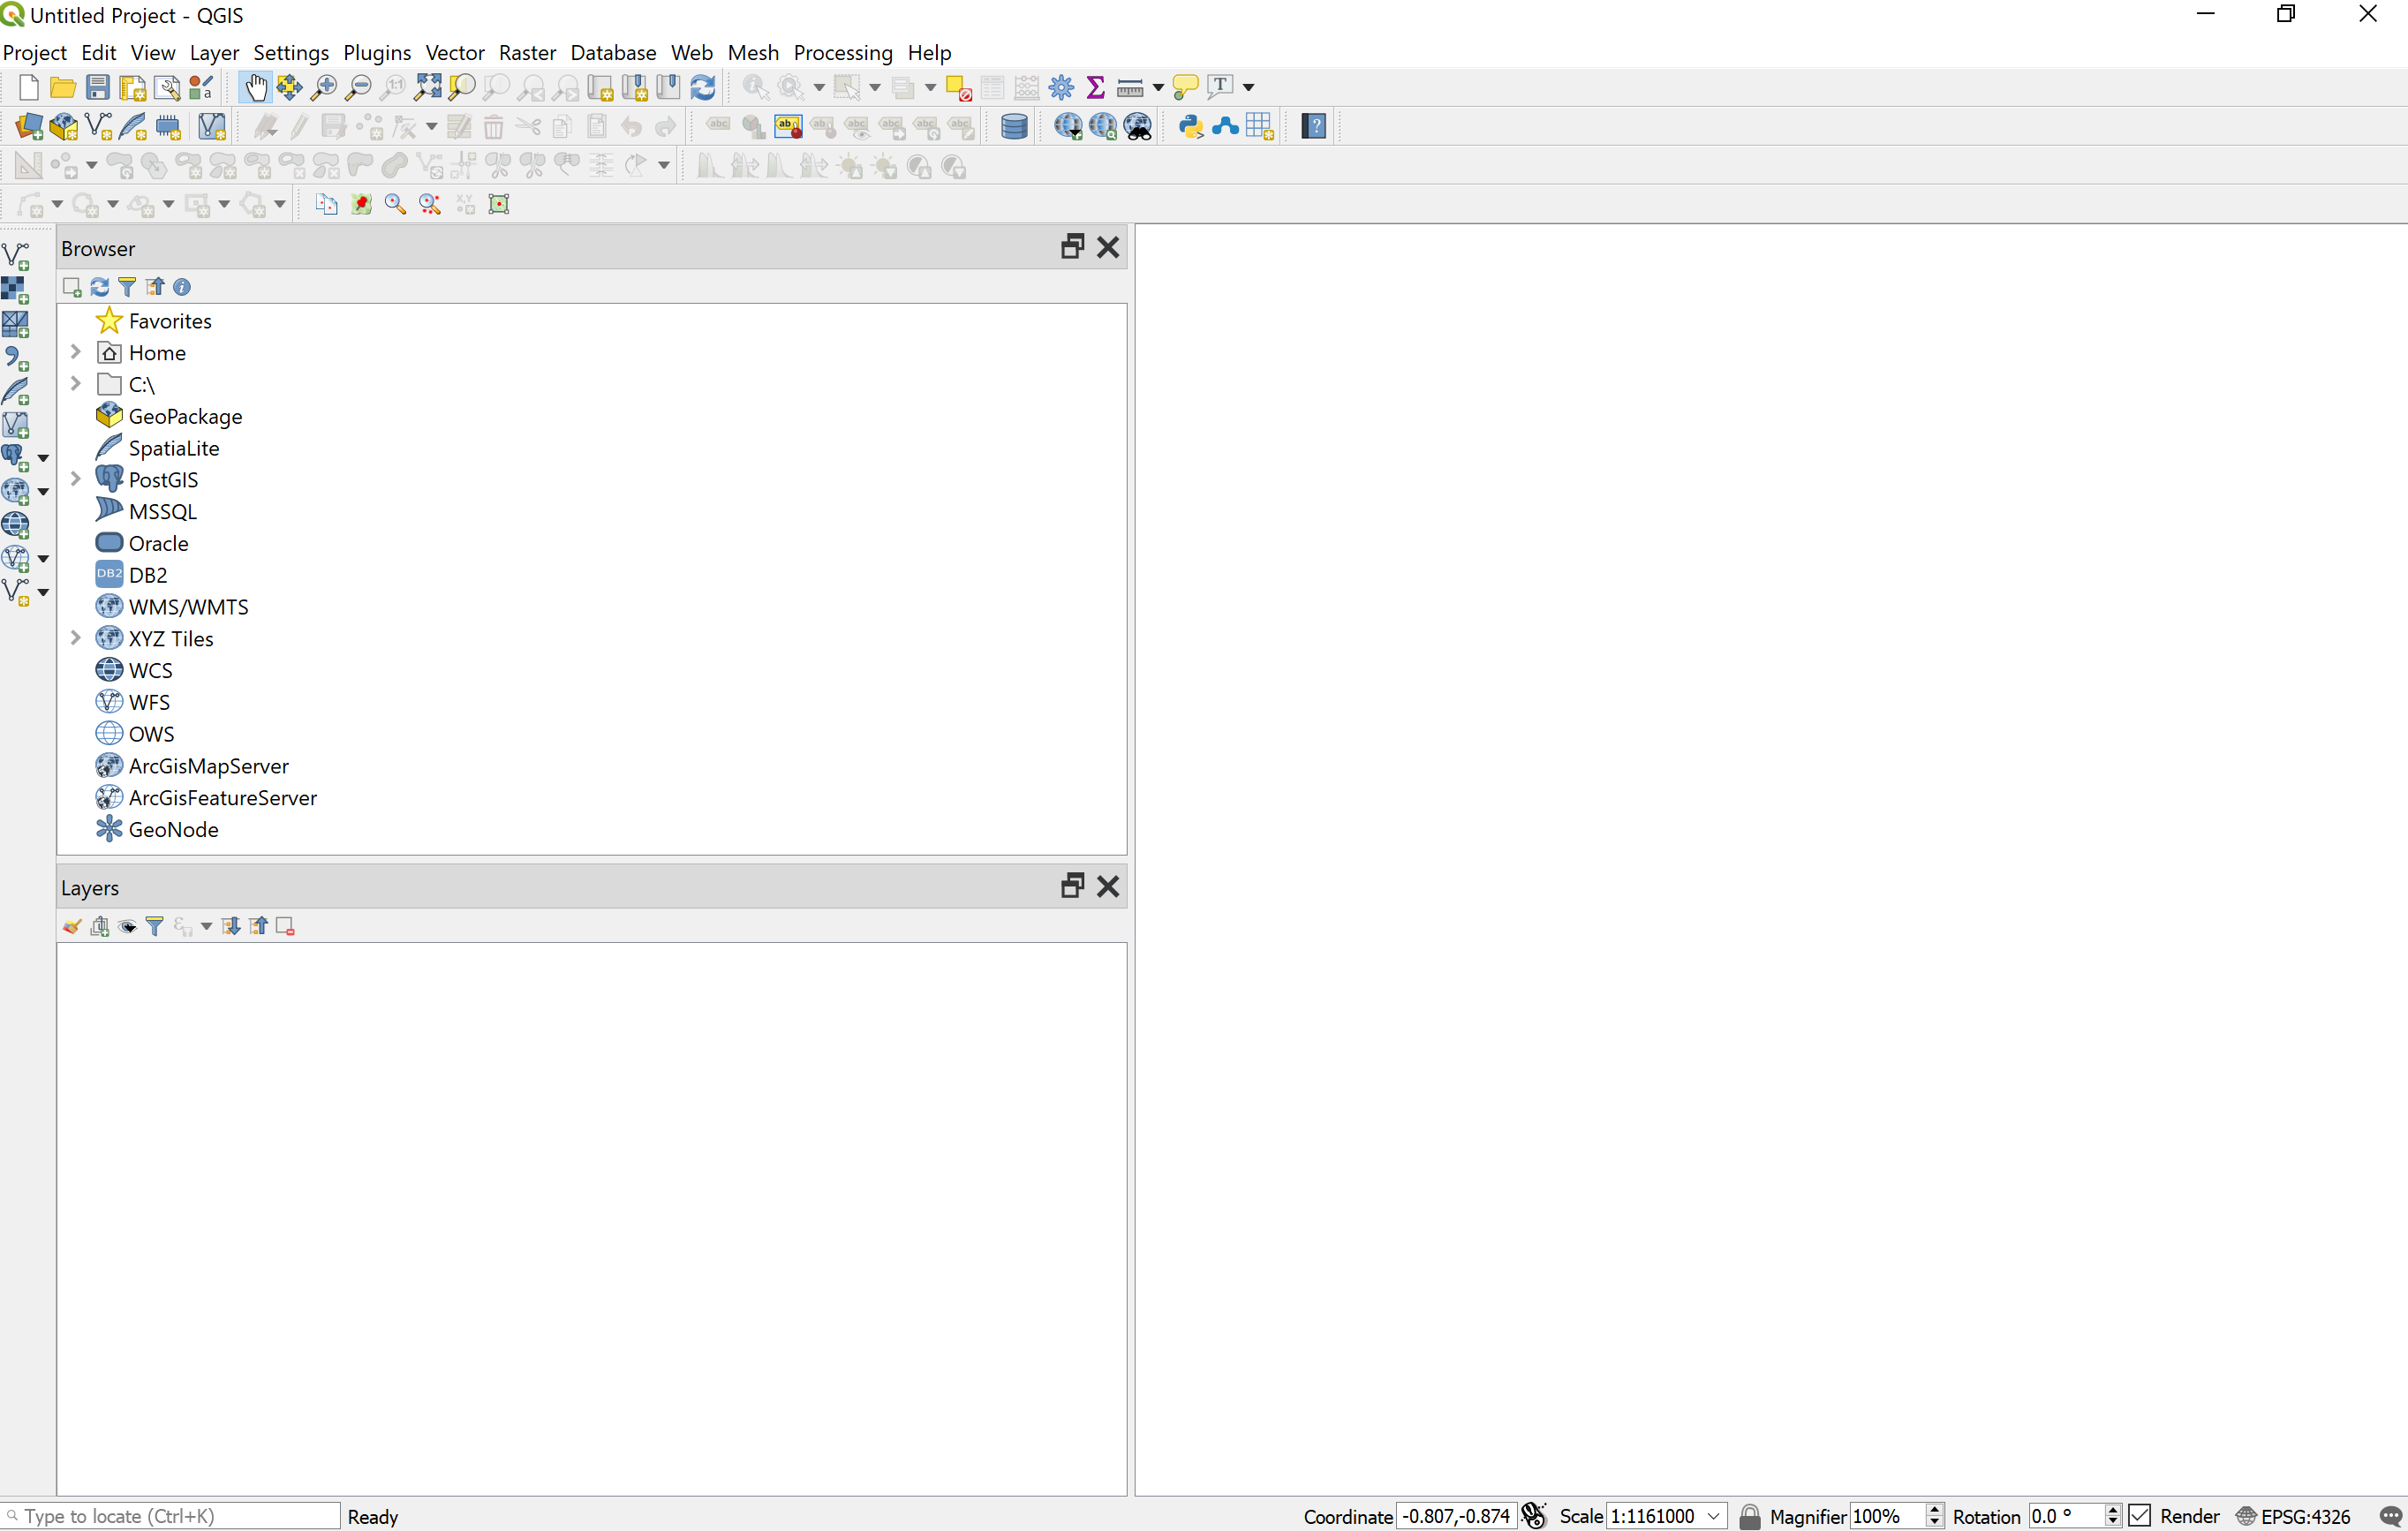 Untitled Project - QGIS
Project Edit View Layer Settings Plugins Vector Raster Database Web Mesh Processing Help
Browser
Favorites
Home
C:\
GeoPackage
SpatiaLite
PostGIS
MSSQL
Oracle
DB2 DB2
WMS/WMTS
XYZ Tiles
WCS
WFS
OWS
ArcGisMapServer
ArcGisFeatureServer
GeoNode
Layers
Type to locate (Ctrl+K) Ready Coordinate -0.807,-0.874 Scale 1:1161000 Magnifier 100% Rotation 0.0 ° Render EPSG:4326